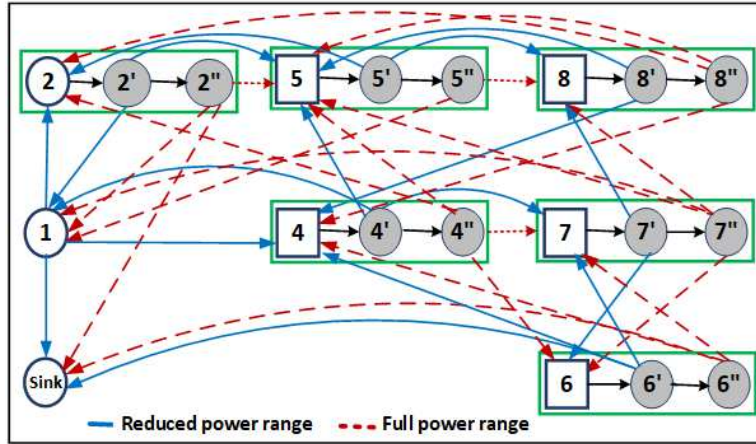 2 2' 2" 5 5' 5" 8 8' 8"
1 4 4' 4" 7 7' 7"
Sink 6 6' 6"
Reduced power range Full power range